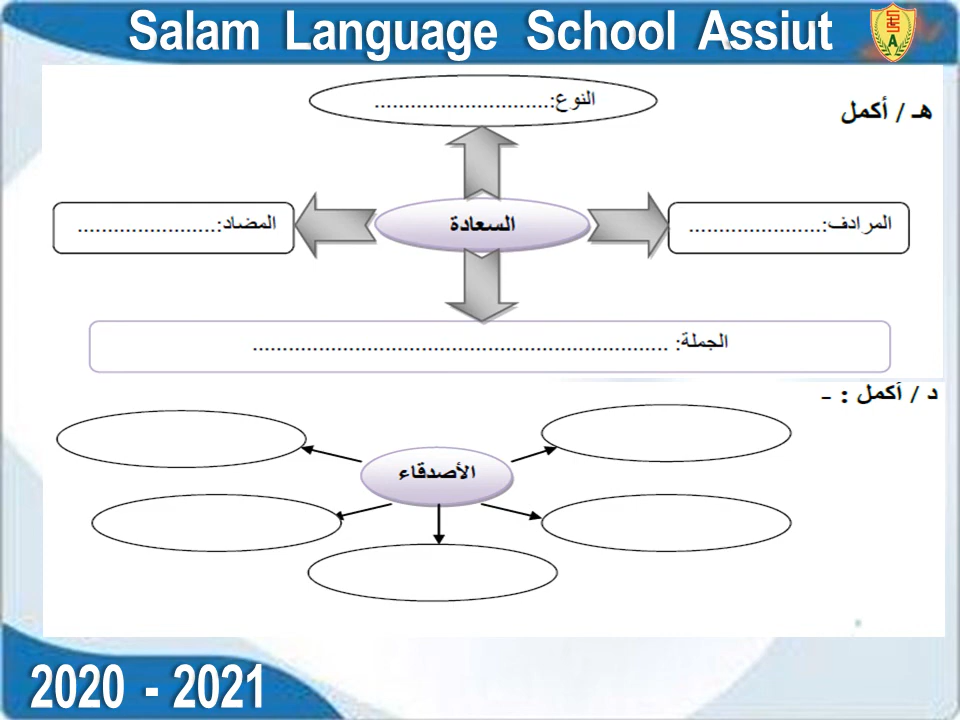 Salam Language School Assiut
هـ / أكمل
النوع:.............................
المرادف:......................
السعادة
المضاد:.......................
الجملة: ......................................................................
د / أكمل : -
الأصدقاء
2020 - 2021